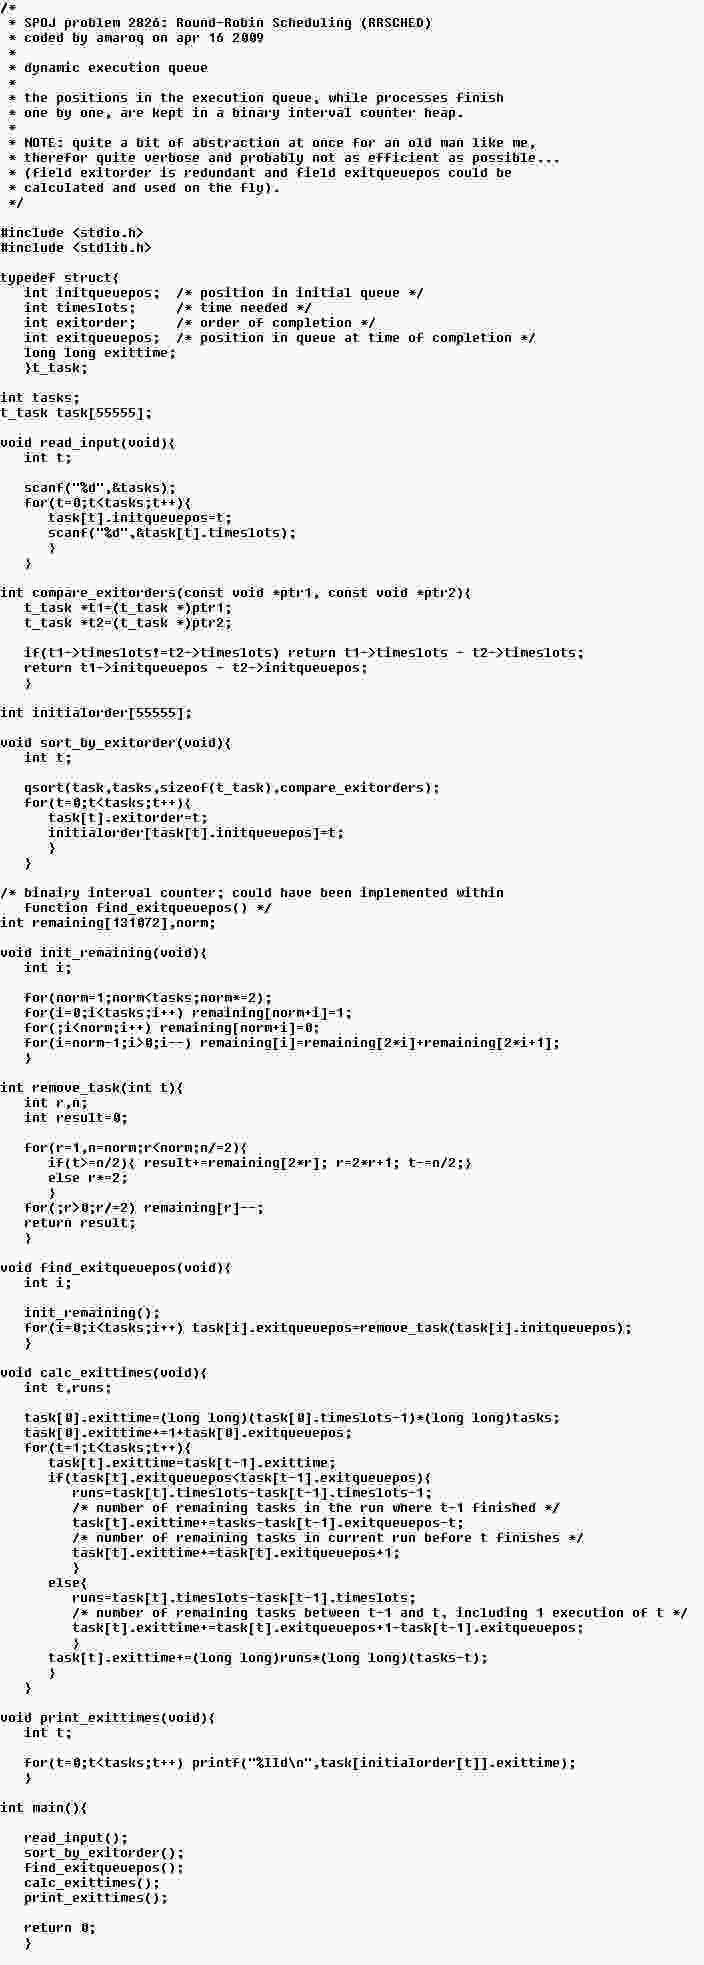 /*
 * SPOJ problem 2826: Round-Robin Scheduling (RRSCHED)
 * coded by amaroq on apr 16 2009
 *
 * dynamic execution queue
 *
 * the positions in the execution queue, while processes finish
 * one by one, are kept in a binary interval counter heap.
 *
 * NOTE: quite a bit of abstraction at once for an old man like me,
 * therefor quite verbose and probably not as efficient as possible...
 * (field exitorder is redundant and field exitqueuepos could be
 * calculated and used on the fly).
 */

#include <stdio.h>
#include <stdlib.h>

typedef struct{
   int initqueuepos;  /* position in initial queue */
   int timeslots;     /* time needed */
   int exitorder;     /* order of completion */
   int exitqueuepos;  /* position in queue at time of completion */
   long long exittime;
   }t_task;

int tasks;
t_task task[55555];

void read_input(void){
   int t;

   scanf("%d",&tasks);
   for(t=0;t<tasks;t++){
      task[t].initqueuepos=t;
      scanf("%d",&task[t].timeslots);
      }
   }

int compare_exitorders(const void *ptr1, const void *ptr2){
   t_task *t1=(t_task *)ptr1;
   t_task *t2=(t_task *)ptr2;

   if(t1->timeslots!=t2->timeslots) return t1->timeslots - t2->timeslots;
   return t1->initqueuepos - t2->initqueuepos;
   }

int initialorder[55555];

void sort_by_exitorder(void){
   int t;

   qsort(task,tasks,sizeof(t_task),compare_exitorders);
   for(t=0;t<tasks;t++){
      task[t].exitorder=t;
      initialorder[task[t].initqueuepos]=t;
      }
   }

/* binairy interval counter; could have been implemented within
   function find_exitqueuepos() */
int remaining[131072],norm;

void init_remaining(void){
   int i;

   for(norm=1;norm<tasks;norm*=2);
   for(i=0;i<tasks;i++) remaining[norm+i]=1;
   for(;i<norm;i++) remaining[norm+i]=0;
   for(i=norm-1;i>0;i--) remaining[i]=remaining[2*i]+remaining[2*i+1];
   }

int remove_task(int t){
   int r,n;
   int result=0;

   for(r=1,n=norm;r<norm;n/=2){
      if(t>=n/2){ result+=remaining[2*r]; r=2*r+1; t-=n/2;}
      else r*=2;
      }
   for(;r>0;r/=2) remaining[r]--;
   return result;
   }

void find_exitqueuepos(void){
   int i;

   init_remaining();
   for(i=0;i<tasks;i++) task[i].exitqueuepos=remove_task(task[i].initqueuepos);
   }

void calc_exittimes(void){
   int t,runs;

   task[0].exittime=(long long)(task[0].timeslots-1)*(long long)tasks;
   task[0].exittime+=1+task[0].exitqueuepos;
   for(t=1;t<tasks;t++){
      task[t].exittime=task[t-1].exittime;
      if(task[t].exitqueuepos<task[t-1].exitqueuepos){
         runs=task[t].timeslots-task[t-1].timeslots-1;
         /* number of remaining tasks in the run where t-1 finished */
         task[t].exittime+=tasks-task[t-1].exitqueuepos-t;
         /* number of remaining tasks in current run before t finishes */
         task[t].exittime+=task[t].exitqueuepos+1;
         }
      else{
         runs=task[t].timeslots-task[t-1].timeslots;
         /* number of remaining tasks between t-1 and t, including 1 execution of t */
         task[t].exittime+=task[t].exitqueuepos+1-task[t-1].exitqueuepos;
         }
      task[t].exittime+=(long long)runs*(long long)(tasks-t);
      }
   }

void print_exittimes(void){
   int t;

   for(t=0;t<tasks;t++) printf("%lld\n",task[initialorder[t]].exittime);
   }

int main(){

   read_input();
   sort_by_exitorder();
   find_exitqueuepos();
   calc_exittimes();
   print_exittimes();

   return 0;
   }